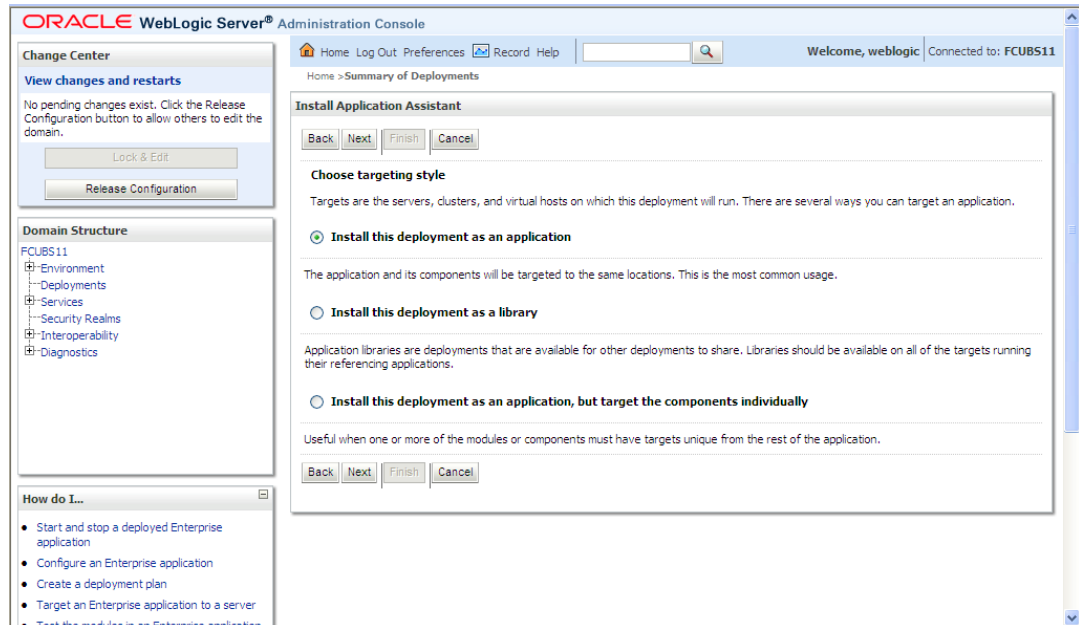 ORACLE WebLogic Server® Administration Console
Change Center
View changes and restarts
No pending changes exist. Click the Release
Configuration button to allow others to edit the
domain.
Lock & Edit
Release Configuration
Domain Structure
FCUBS11
Environment
Deployments
Services
Security Realms
Interoperability
Diagnostics
How do I...
Start and stop a deployed Enterprise
application
Configure an Enterprise application
Create a deployment plan
Target an Enterprise application to a server
Test the modules in an Enterprise application
Home Log Out Preferences Record Help
Welcome, weblogic Connected to: FCUBS11
Home >Summary of Deployments
Install Application Assistant
Back Next Finish Cancel
Choose targeting style
Targets are the servers, clusters, and virtual hosts on which this deployment will run. There are several ways you can target an application.
Install this deployment as an application
The application and its components will be targeted to the same locations. This is the most common usage.
Install this deployment as a library
Application libraries are deployments that are available for other deployments to share. Libraries should be available on all of the targets running
their referencing applications.
Install this deployment as an application, but target the components individually
Useful when one or more of the modules or components must have targets unique from the rest of the application.
Back Next Finish Cancel